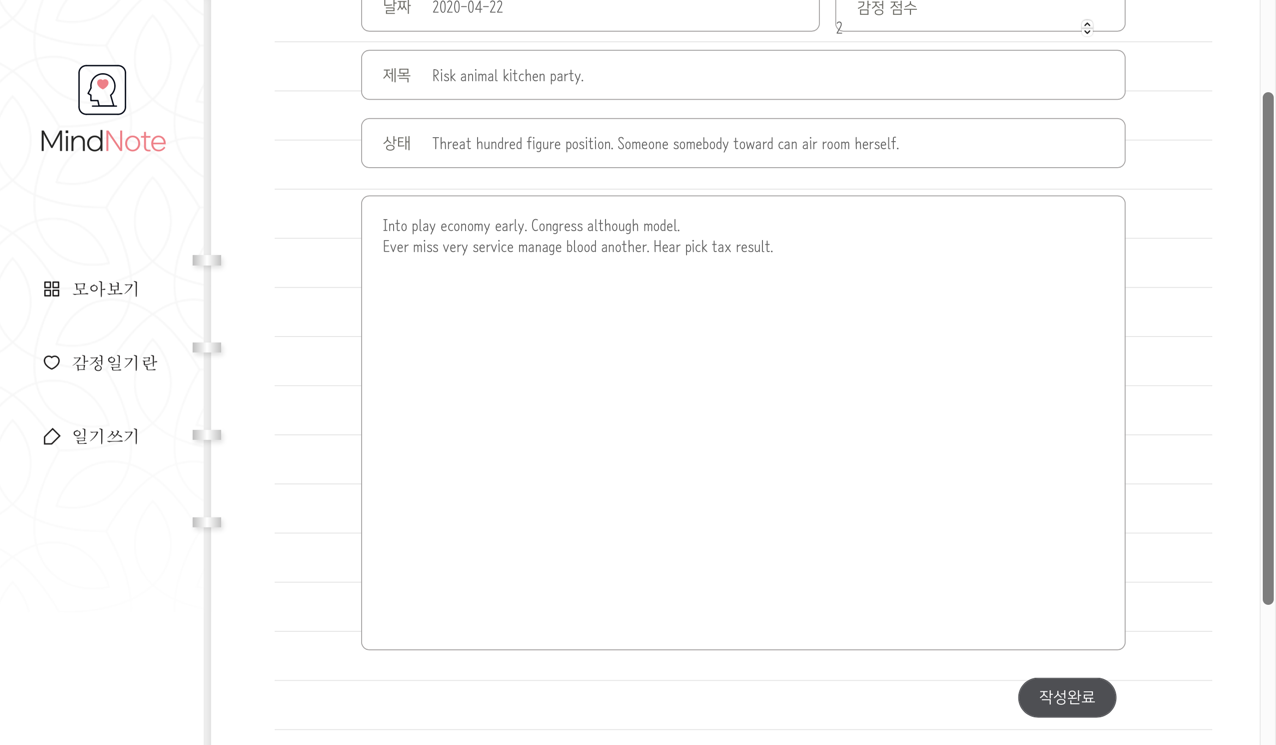 날짜 2020-04-22
감정 점수
2
MindNote
제목 Risk animal kitchen party.
상태 Threat hundred figure position. Someone somebody toward can air room herself.
Into play economy early. Congress although model.
Ever miss very service manage blood another. Hear pick tax result.
모아보기
감정일기란
일기쓰기
작성완료